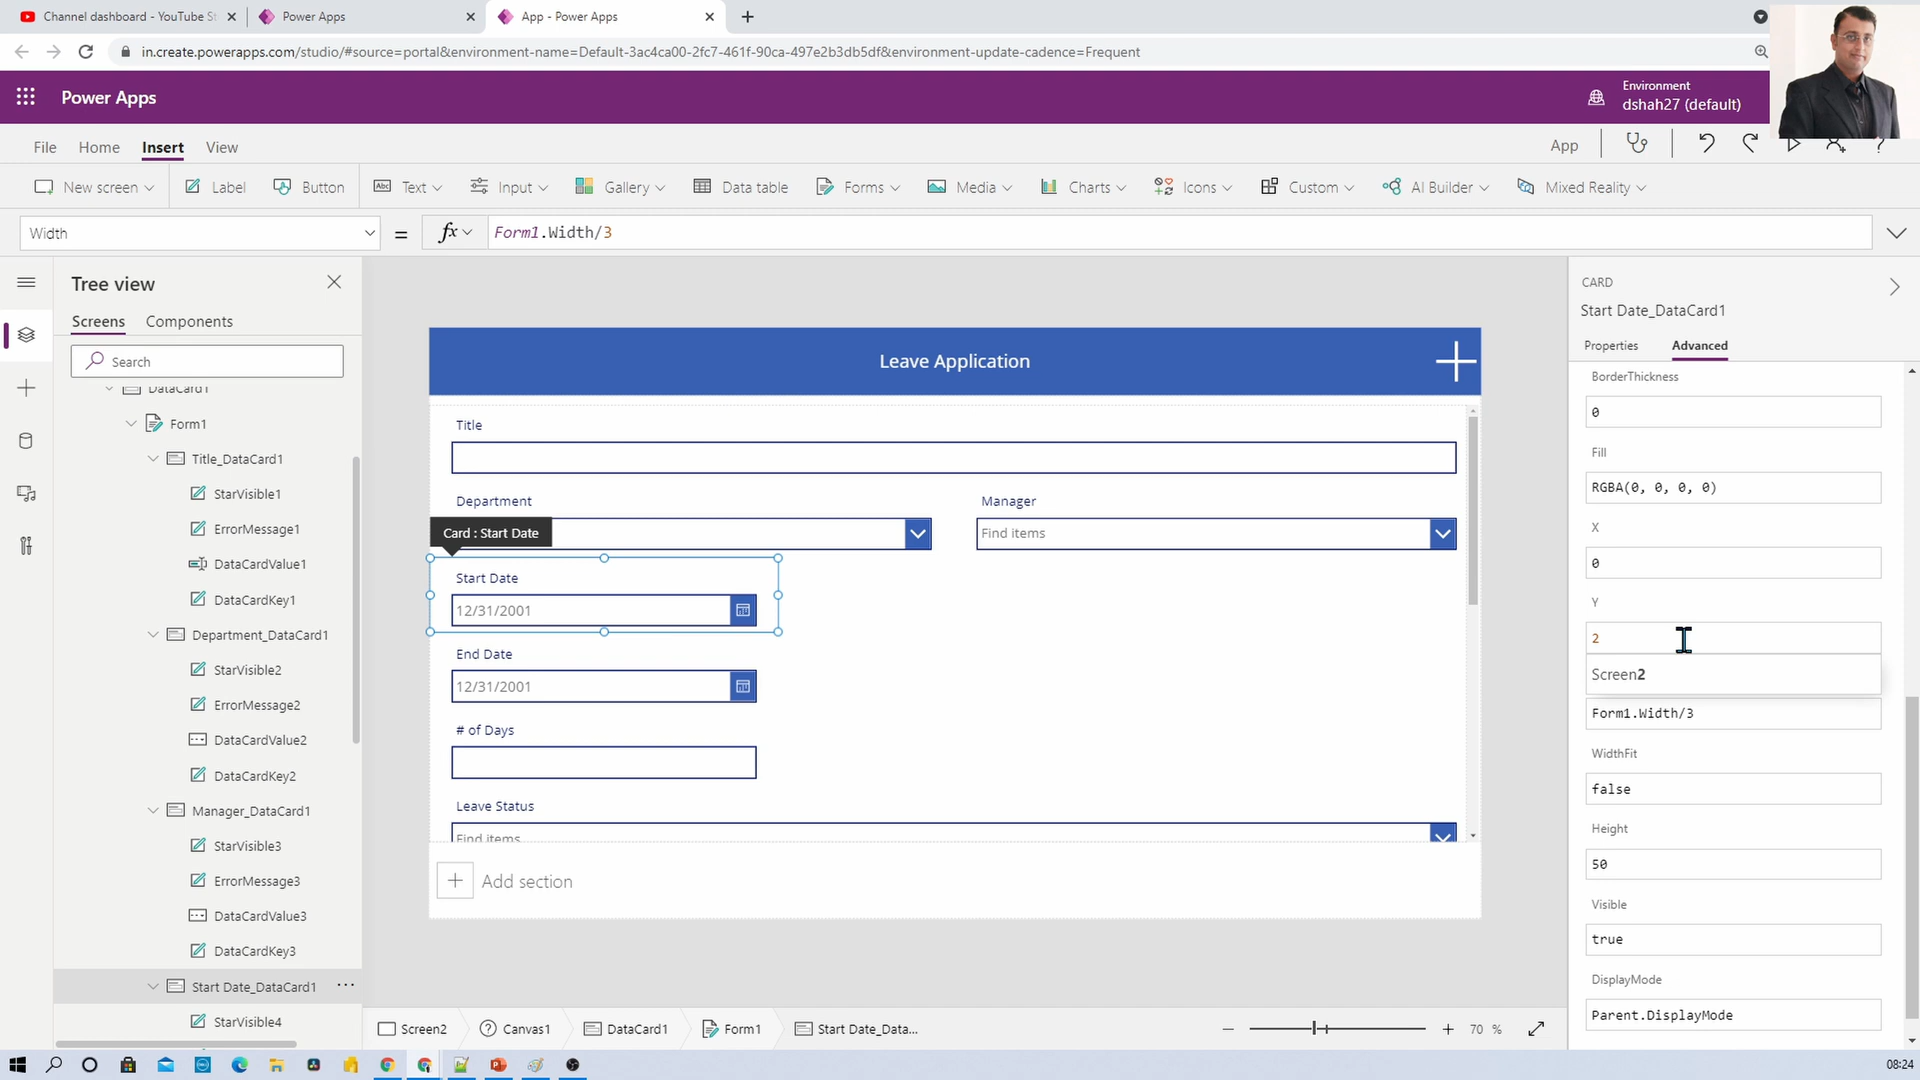 Channel dashboard - YouTube St
Power Apps
App - Power Apps
in.create.powerapps.com/studio/#source=portal&environment-name=Default-3ac4ca00-2fc7-461f-90ca-497e2b3db5df&environment-update-cadence=Frequent
Power Apps
Environment
dshah27 (default)
File
Home
Insert
View
App
New screen
Label
Button
Text
Input
Gallery
Data table
Forms
Media
Charts
Icons
Custom
AI Builder
Mixed Reality
Width
=
fx
Form1.Width/3
Tree view
Screens
Components
Search
DataCard1
Form1
Title_DataCard1
StarVisible1
ErrorMessage1
DataCardValue1
DataCardKey1
Department_DataCard1
StarVisible2
ErrorMessage2
DataCardValue2
DataCardKey2
Manager_DataCard1
StarVisible3
ErrorMessage3
DataCardValue3
DataCardKey3
Start Date_DataCard1
StarVisible4
Leave Application
Title
Department
Manager
Card : Start Date
Find items
Start Date
12/31/2001
End Date
12/31/2001
# of Days
Leave Status
Find items
Add section
Screen2
Canvas1
DataCard1
Form1
Start Date_Data...
70 %
CARD
Start Date_DataCard1
Properties
Advanced
BorderThickness
0
Fill
RGBA(0, 0, 0, 0)
X
0
Y
2
Screen2
Form1.Width/3
WidthFit
false
Height
50
Visible
true
DisplayMode
Parent.DisplayMode
08:24